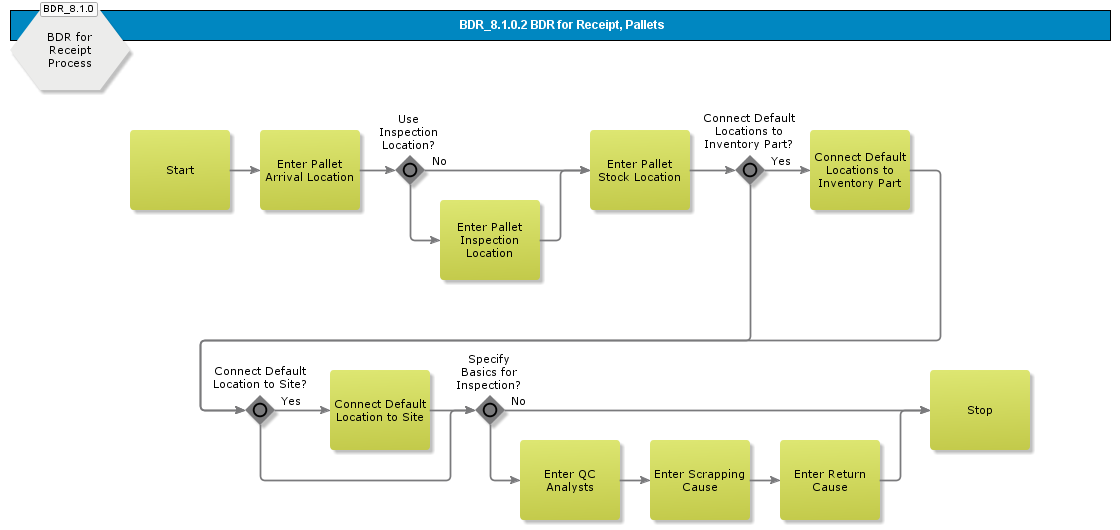 BDR_8.1.0
BDR_8.1.0.2 BDR for Receipt, Pallets
BDR for
Receipt
Process
Start
Enter Pallet
Arrival Location
Use
Inspection
Location?
No
Enter Pallet
Inspection
Location
Enter Pallet
Stock Location
Connect Default
Locations to
Inventory Part?
Yes
Connect Default
Locations to
Inventory Part
Connect Default
Location to Site?
Yes
Connect Default
Location to Site
Specify
Basics for
Inspection?
No
Enter QC
Analysts
Enter Scrapping
Cause
Enter Return
Cause
Stop